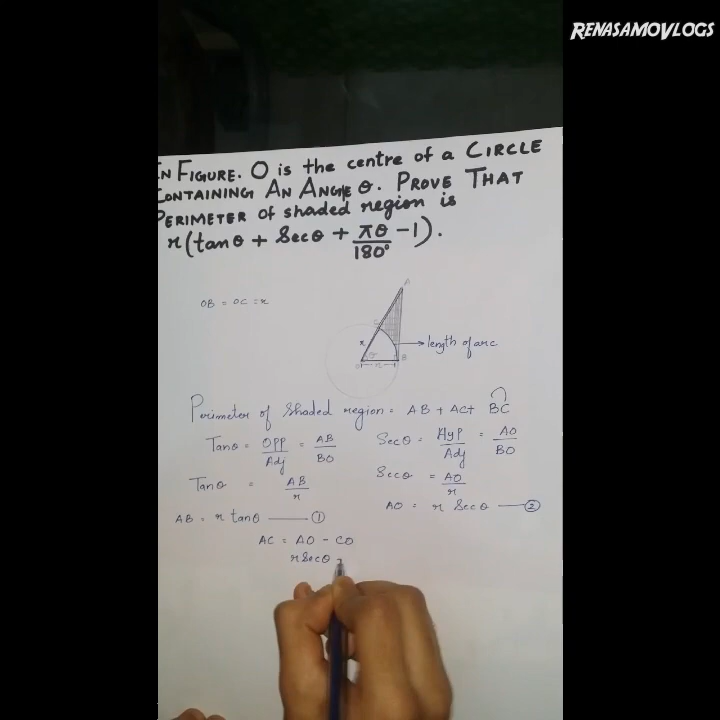 RENASAMOVLOGS
IN FIGURE. O is the centre of a CIRCLE
CONTAINING AN ANGLE θ. PROVE THAT
PERIMETER of shaded region is
r(tanθ + Secθ + πθ/180° - 1).
OB = OC = r
A
C
r
θ
O
r
B
length of arc
Perimeter of Shaded region = AB + AC + BC
Tanθ = OPP/Adj = AB/BO
Secθ = Hyp/Adj = AO/BO
Tanθ = AB/r
Secθ = AO/r
AB = r tanθ —— ①
AO = r Secθ —— ②
AC = AO - CO
r Secθ -